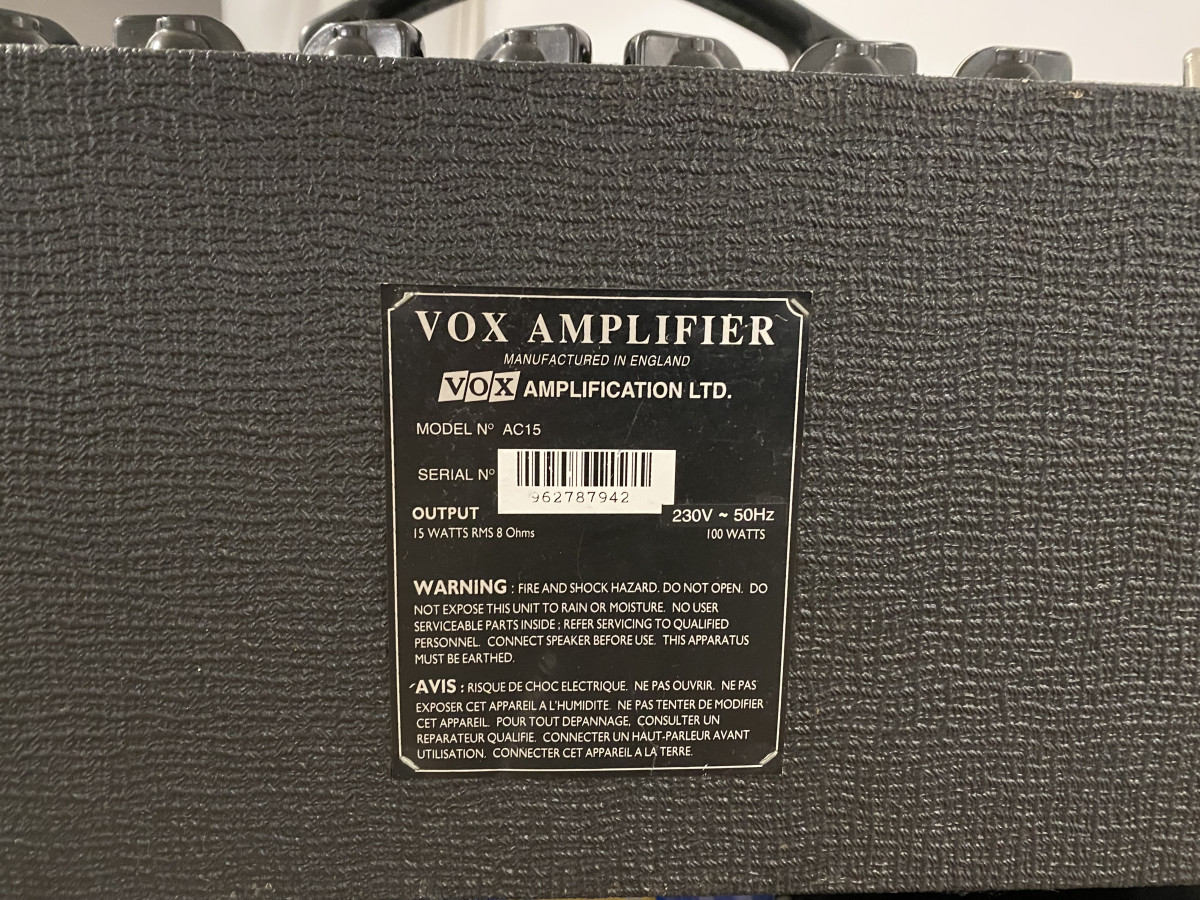 VOX AMPLIFIER
MANUFACTURED IN ENGLAND
VOX AMPLIFICATION LTD.
MODEL Nº AC15
SERIAL Nº
962787942
OUTPUT
15 WATTS RMS 8 Ohms
230V ~ 50Hz
100 WATTS
WARNING : FIRE AND SHOCK HAZARD. DO NOT OPEN. DO
NOT EXPOSE THIS UNIT TO RAIN OR MOISTURE. NO USER
SERVICEABLE PARTS INSIDE ; REFER SERVICING TO QUALIFIED
PERSONNEL. CONNECT SPEAKER BEFORE USE. THIS APPARATUS
MUST BE EARTHED.
AVIS : RISQUE DE CHOC ELECTRIQUE. NE PAS OUVRIR. NE PAS
EXPOSER CET APPAREIL A L'HUMIDITE. NE PAS TENTER DE MODIFIER
CET APPAREIL. POUR TOUT DEPANNAGE, CONSULTER UN
REPARATEUR QUALIFIE. CONNECTER UN HAUT-PARLEUR AVANT
UTILISATION. CONNECTER CET APPAREIL A LA TERRE.